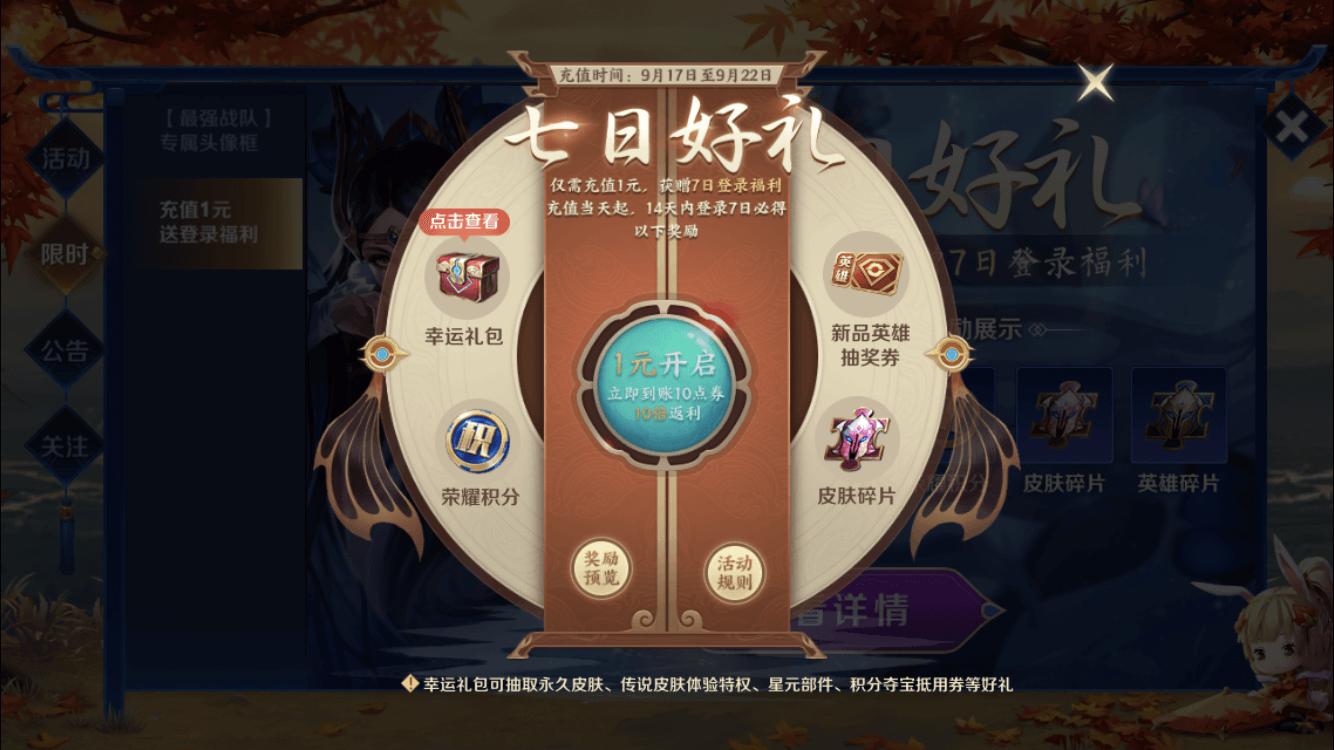 充值时间：9月17日至9月22日
七日好礼
仅需充值1元，获赠7日登录福利
充值当天起，14天内登录7日必得
以下奖励
点击查看
幸运礼包
荣耀积分
英雄
新品英雄
抽奖券
积
皮肤碎片
1元开启
立即到账10点券
10倍返利
奖励
预览
活动
规则
幸运礼包可抽取永久皮肤、传说皮肤体验特权、星元部件、积分夺宝抵用券等好礼
活动
限时
公告
关注
[最强战队]
专属头像框
充值1元
送登录福利
好礼
7日登录福利
励展示
积分
皮肤碎片
英雄碎片
看详情